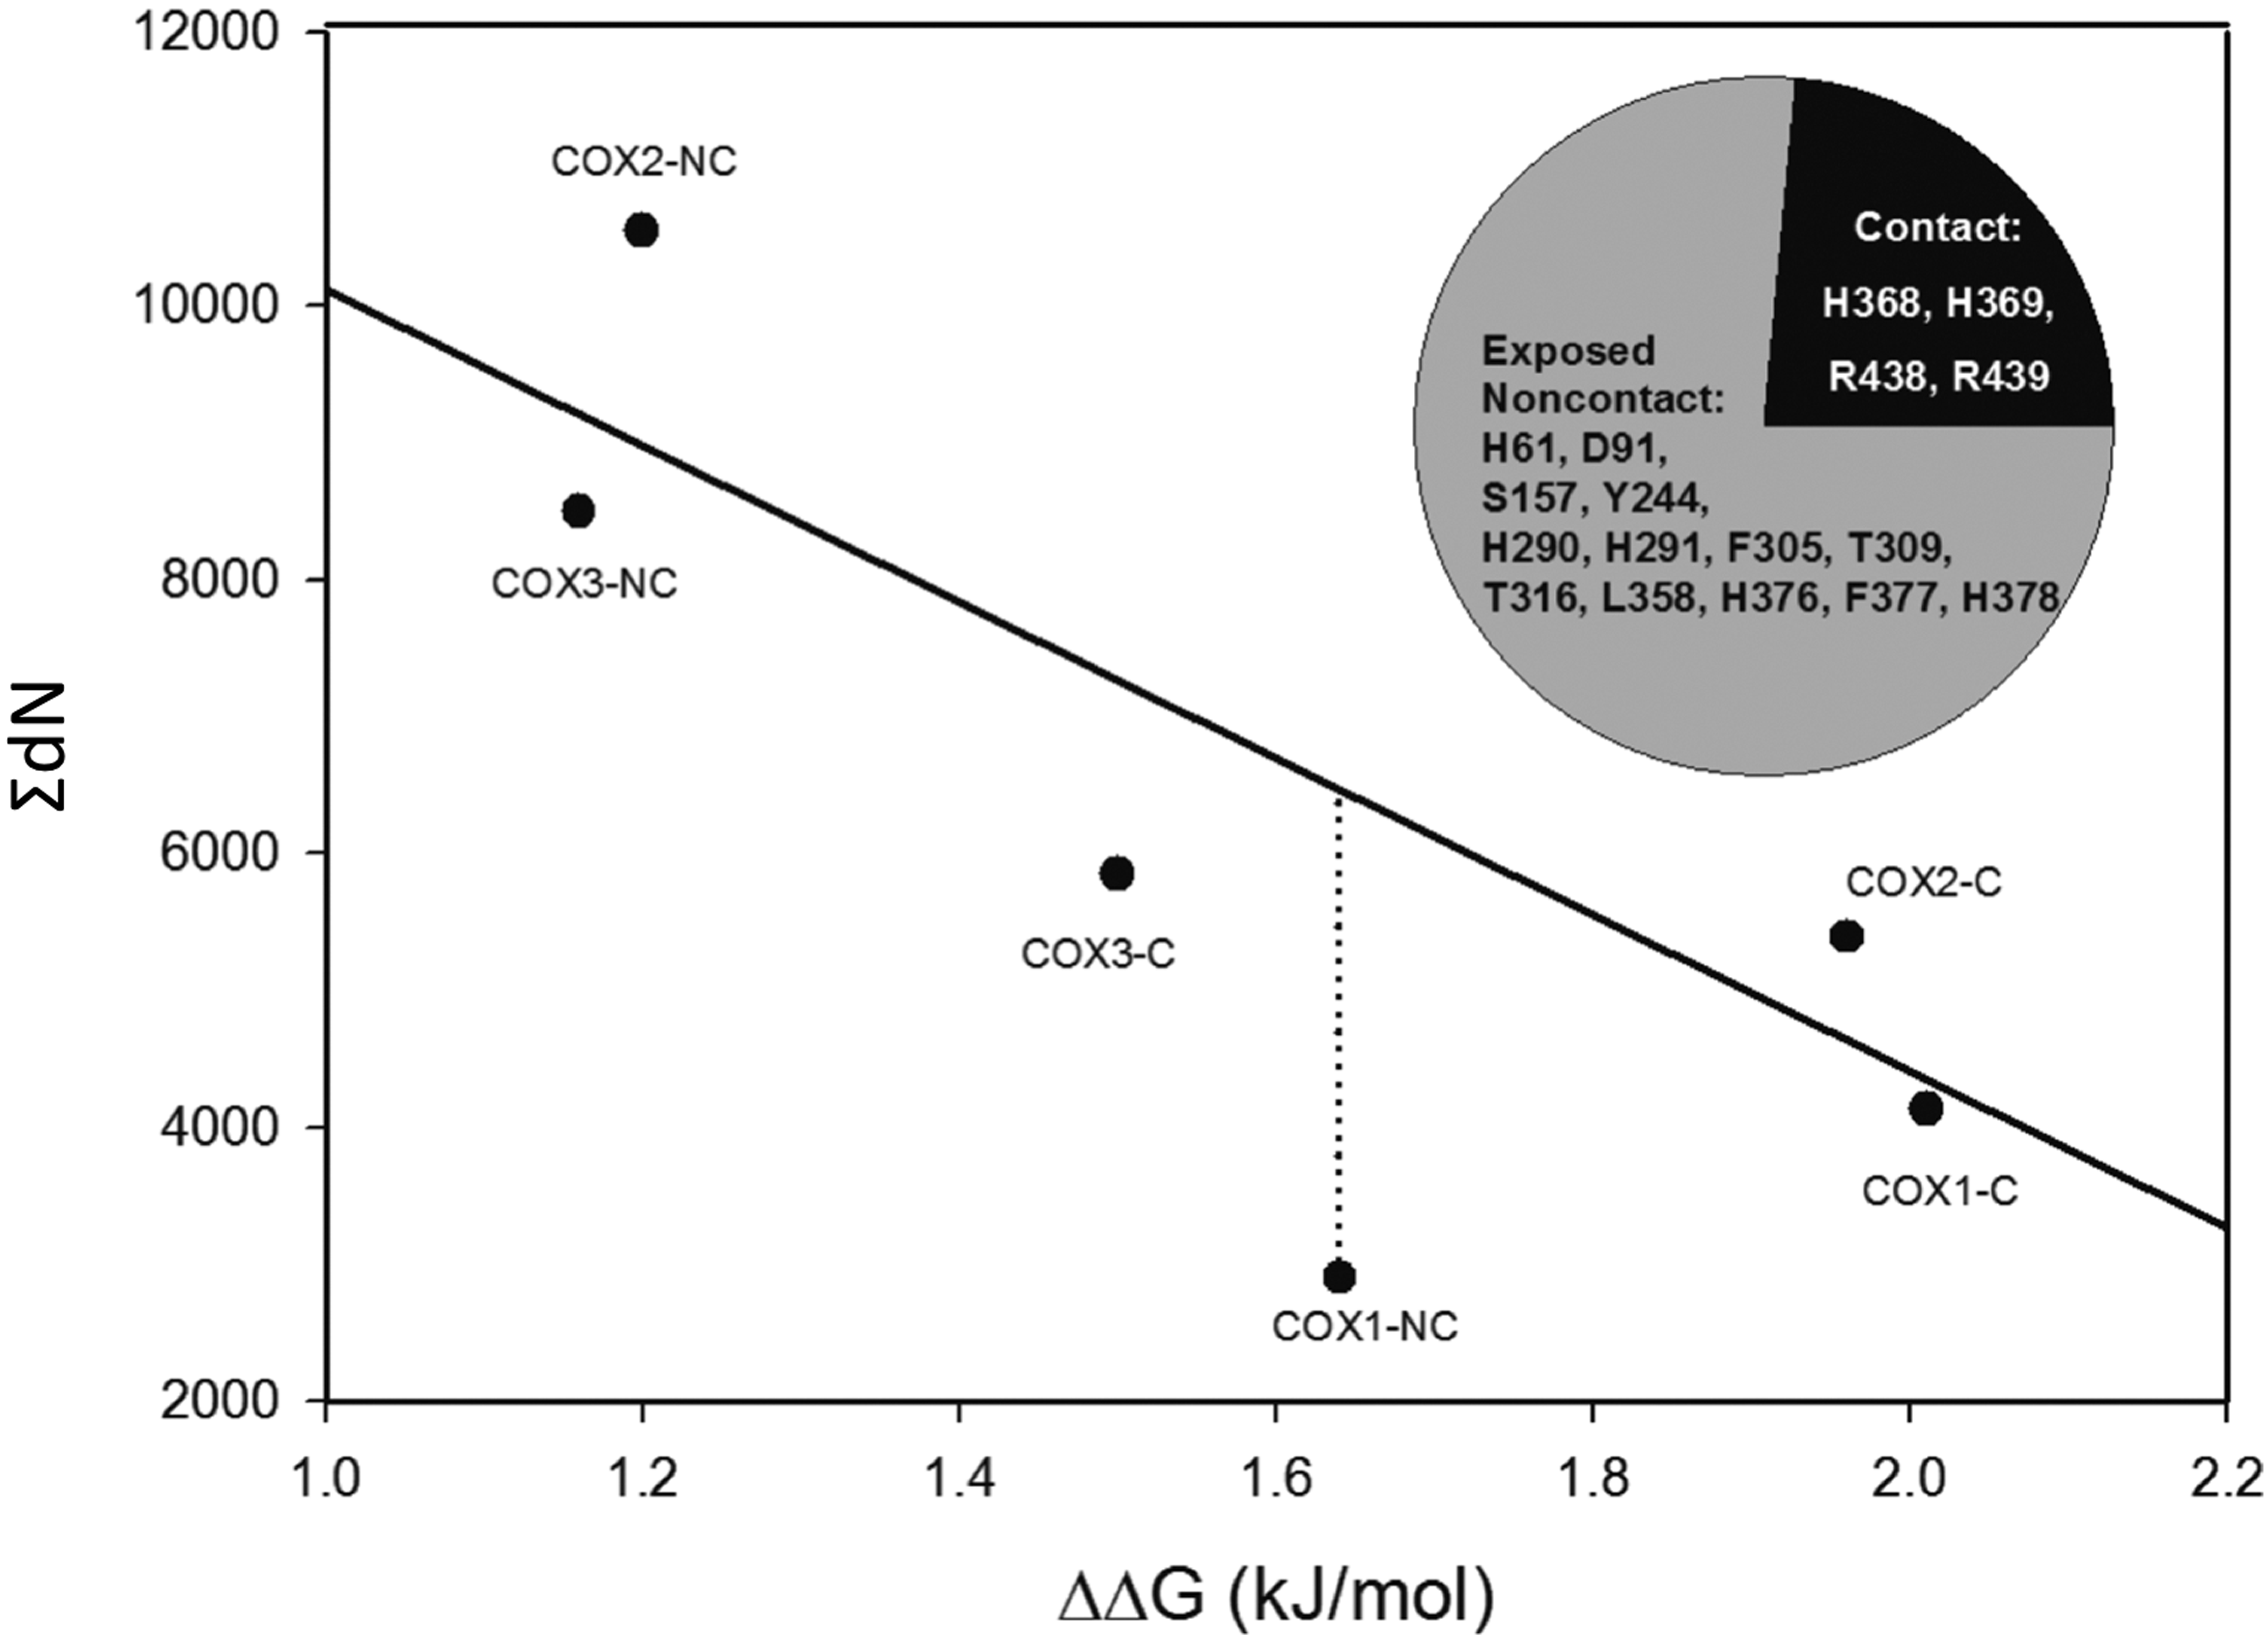 12000
10000
8000
6000
4000
2000
ΣdN
COX2-NC
COX3-NC
COX3-C
COX1-NC
COX2-C
COX1-C
Contact:
H368, H369,
R438, R439
Exposed
Noncontact:
H61, D91,
S157, Y244,
H290, H291, F305, T309,
T316, L358, H376, F377, H378
1.0 1.2 1.4 1.6 1.8 2.0 2.2
ΔΔG (kJ/mol)